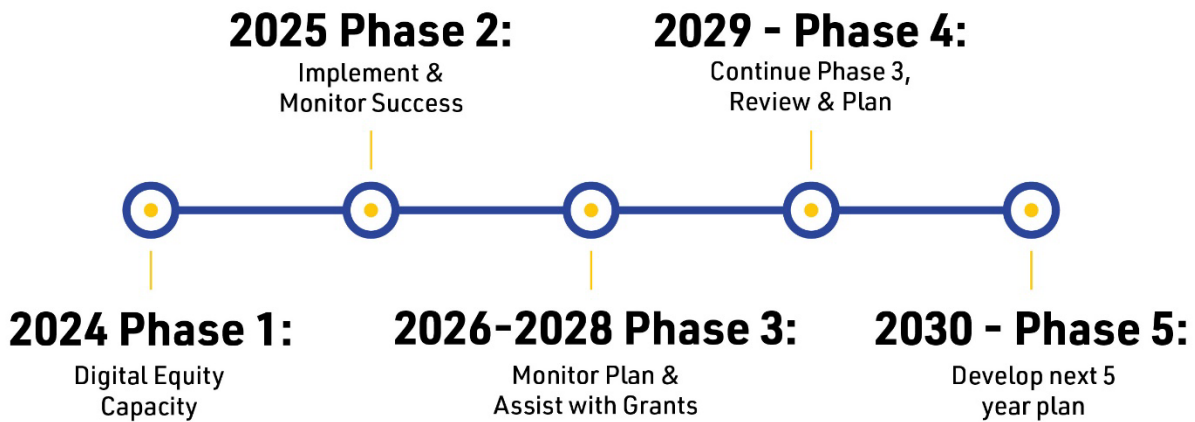 2025 Phase 2:
Implement &
Monitor Success
2029 - Phase 4:
Continue Phase 3,
Review & Plan
2024 Phase 1:
Digital Equity
Capacity
2026-2028 Phase 3:
Monitor Plan &
Assist with Grants
2030 - Phase 5:
Develop next 5
year plan